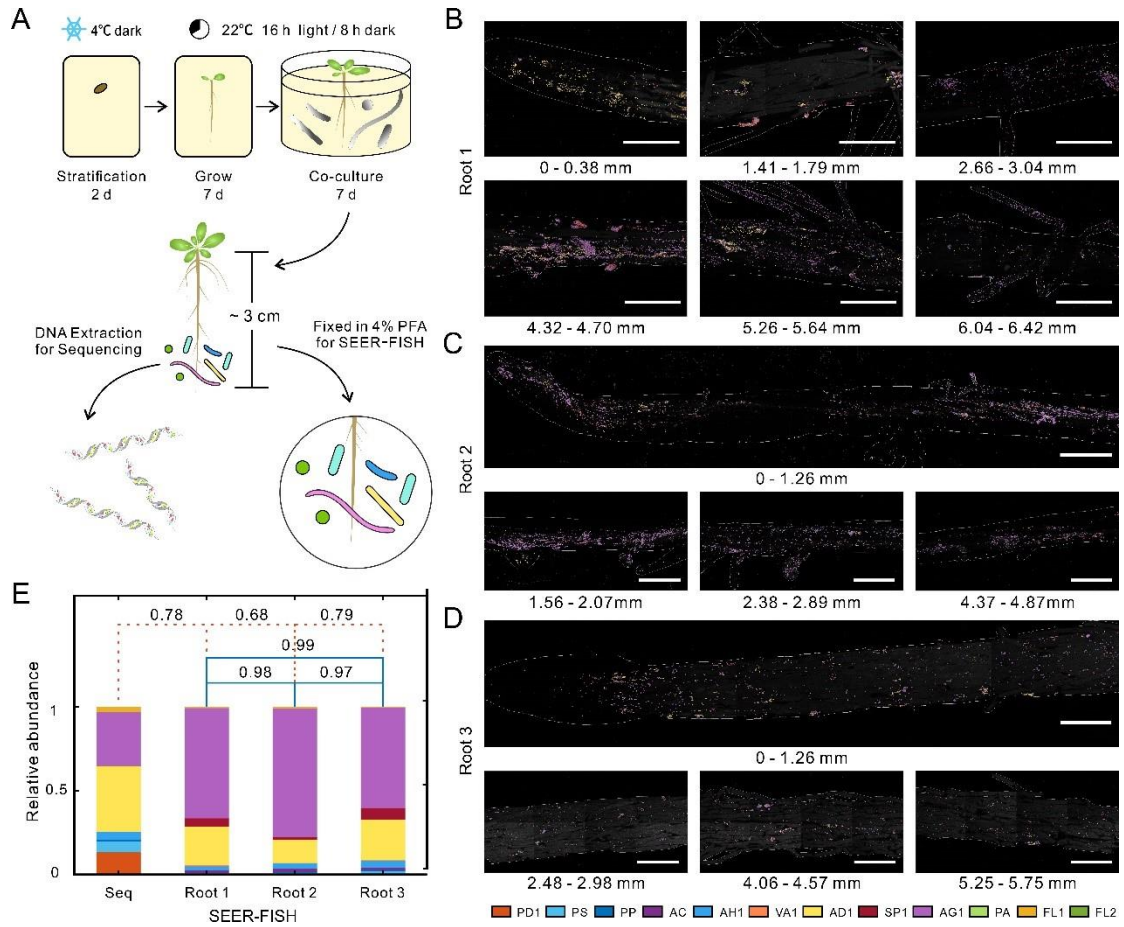 A
4℃ dark
22℃ 16 h light / 8 h dark
Stratification
2 d
Grow
7 d
Co-culture
7 d
~ 3 cm
DNA Extraction
for Sequencing
Fixed in 4% PFA
for SEER-FISH
B
Root 1
0 - 0.38 mm
1.41 - 1.79 mm
2.66 - 3.04 mm
4.32 - 4.70 mm
5.26 - 5.64 mm
6.04 - 6.42 mm
C
Root 2
0 - 1.26 mm
1.56 - 2.07mm
2.38 - 2.89 mm
4.37 - 4.87mm
D
Root 3
0 - 1.26 mm
2.48 - 2.98 mm
4.06 - 4.57 mm
5.25 - 5.75 mm
PD1 PS PP AC AH1 VA1 AD1 SP1 AG1 PA FL1 FL2
E
0.78 0.68 0.79
0.99
0.98 0.97
Relative abundance
1
0.5
0
Seq Root 1 Root 2 Root 3
SEER-FISH